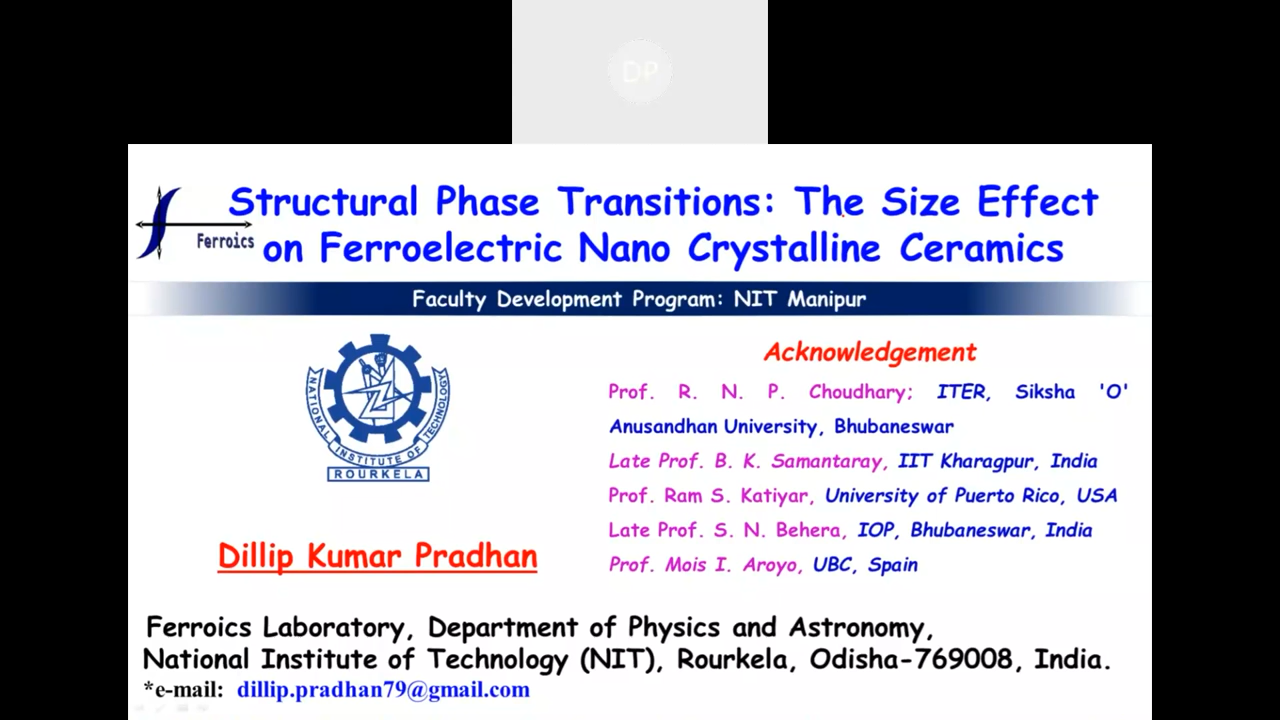 DP
Structural Phase Transitions: The Size Effect
on Ferroelectric Nano Crystalline Ceramics
Ferroics
Faculty Development Program: NIT Manipur
NATIONAL INSTITUTE OF TECHNOLOGY
ROURKELA
Dillip Kumar Pradhan
Acknowledgement
Prof. R. N. P. Choudhary; ITER, Siksha 'O'
Anusandhan University, Bhubaneswar
Late Prof. B. K. Samantaray, IIT Kharagpur, India
Prof. Ram S. Katiyar, University of Puerto Rico, USA
Late Prof. S. N. Behera, IOP, Bhubaneswar, India
Prof. Mois I. Aroyo, UBC, Spain
Ferroics Laboratory, Department of Physics and Astronomy,
National Institute of Technology (NIT), Rourkela, Odisha-769008, India.
*e-mail: dillip.pradhan79@gmail.com